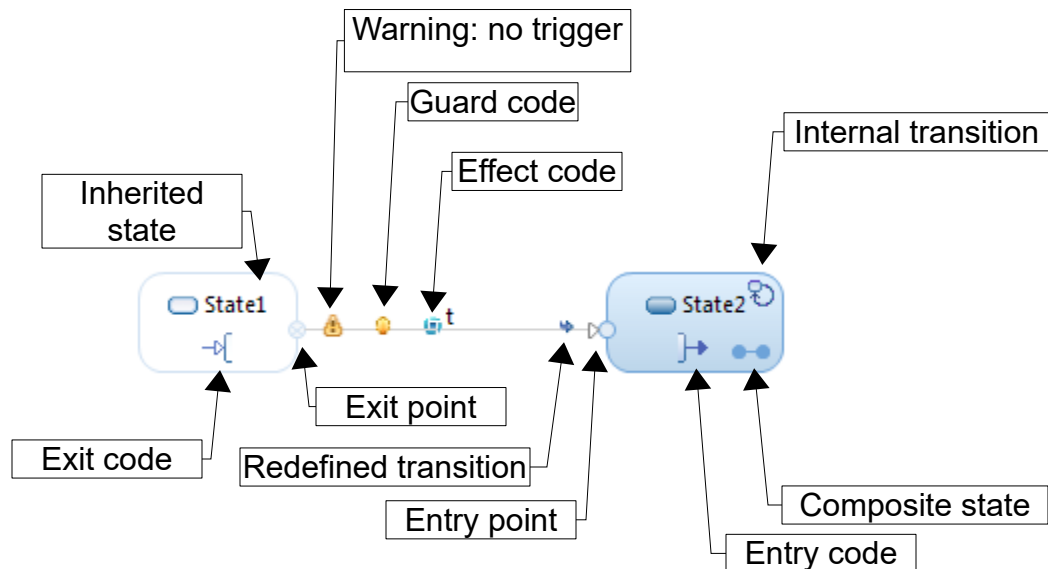 Warning: no trigger
Guard code
Internal transition
Effect code
Inherited
state
State1
t
State2
Exit point
Exit code
Redefined transition
Entry point
Composite state
Entry code